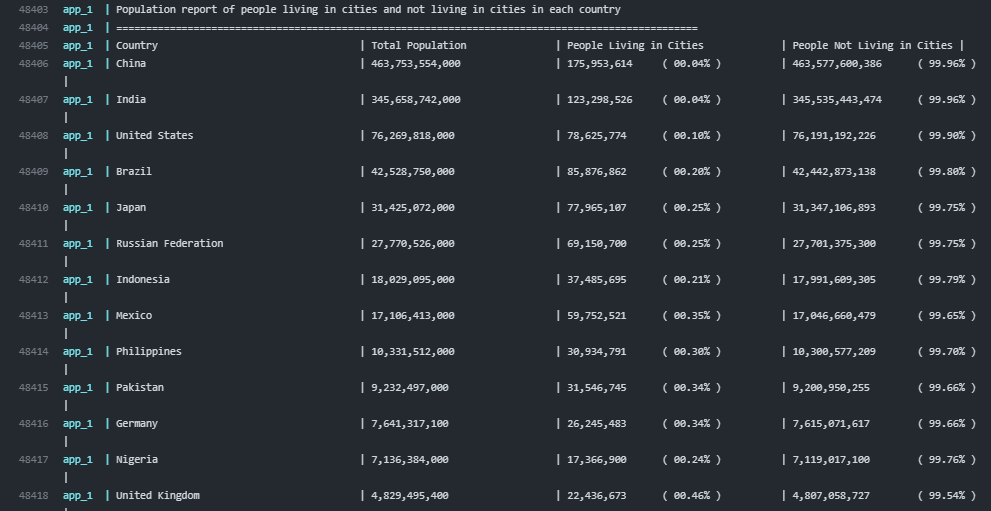 48403 app_1 | Population report of people living in cities and not living in cities in each country
48404 app_1 | ==================================================================================================
48405 app_1 | Country | Total Population | People Living in Cities | People Not Living in Cities |
48406 app_1 | China | 463,753,554,000 | 175,953,614 ( 00.04% ) | 463,577,600,386 ( 99.96% )
|
48407 app_1 | India | 345,658,742,000 | 123,298,526 ( 00.04% ) | 345,535,443,474 ( 99.96% )
|
48408 app_1 | United States | 76,269,818,000 | 78,625,774 ( 00.10% ) | 76,191,192,226 ( 99.90% )
|
48409 app_1 | Brazil | 42,528,750,000 | 85,876,862 ( 00.20% ) | 42,442,873,138 ( 99.80% )
|
48410 app_1 | Japan | 31,425,072,000 | 77,965,107 ( 00.25% ) | 31,347,106,893 ( 99.75% )
|
48411 app_1 | Russian Federation | 27,770,526,000 | 69,150,700 ( 00.25% ) | 27,701,375,300 ( 99.75% )
|
48412 app_1 | Indonesia | 18,029,095,000 | 37,485,695 ( 00.21% ) | 17,991,609,305 ( 99.79% )
|
48413 app_1 | Mexico | 17,106,413,000 | 59,752,521 ( 00.35% ) | 17,046,660,479 ( 99.65% )
|
48414 app_1 | Philippines | 10,331,512,000 | 30,934,791 ( 00.30% ) | 10,300,577,209 ( 99.70% )
|
48415 app_1 | Pakistan | 9,232,497,000 | 31,546,745 ( 00.34% ) | 9,200,950,255 ( 99.66% )
|
48416 app_1 | Germany | 7,641,317,100 | 26,245,483 ( 00.34% ) | 7,615,071,617 ( 99.66% )
|
48417 app_1 | Nigeria | 7,136,384,000 | 17,366,900 ( 00.24% ) | 7,119,017,100 ( 99.76% )
|
48418 app_1 | United Kingdom | 4,829,495,400 | 22,436,673 ( 00.46% ) | 4,807,058,727 ( 99.54% )
|